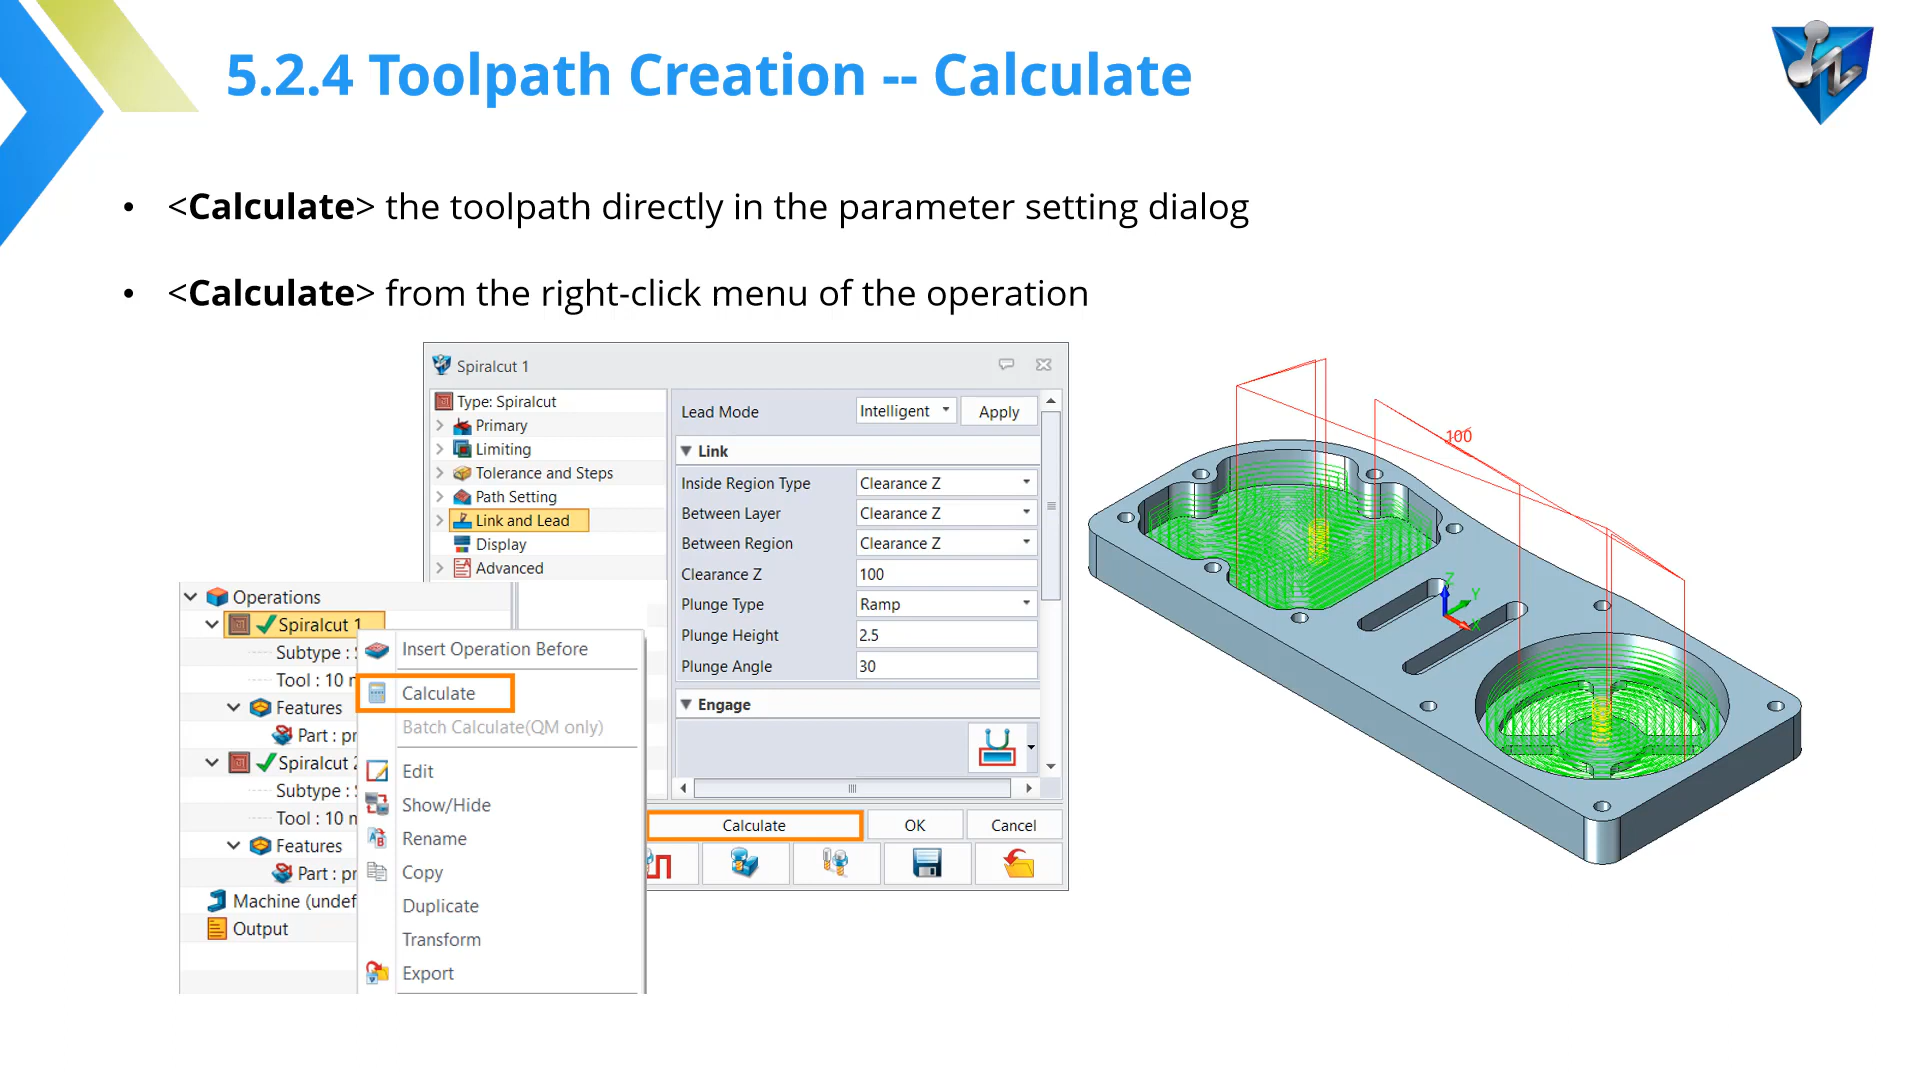 5.2.4 Toolpath Creation -- Calculate
• <Calculate> the toolpath directly in the parameter setting dialog
• <Calculate> from the right-click menu of the operation
Spiralcut 1
Type: Spiralcut
Primary
Limiting
Tolerance and Steps
Path Setting
Link and Lead
Display
Advanced
Lead Mode Intelligent Apply
Link
Inside Region Type Clearance Z
Between Layer Clearance Z
Between Region Clearance Z
Clearance Z 100
Plunge Type Ramp
Plunge Height 2.5
Plunge Angle 30
Engage
Calculate OK Cancel
Operations
Spiralcut 1
Subtype :
Tool : 10
Features
Part : pr
Spiralcut 2
Subtype :
Tool : 10
Features
Part : pr
Machine (undef
Output
Insert Operation Before
Calculate
Batch Calculate(QM only)
Edit
Show/Hide
Rename
Copy
Duplicate
Transform
Export
100
Z
Y
X